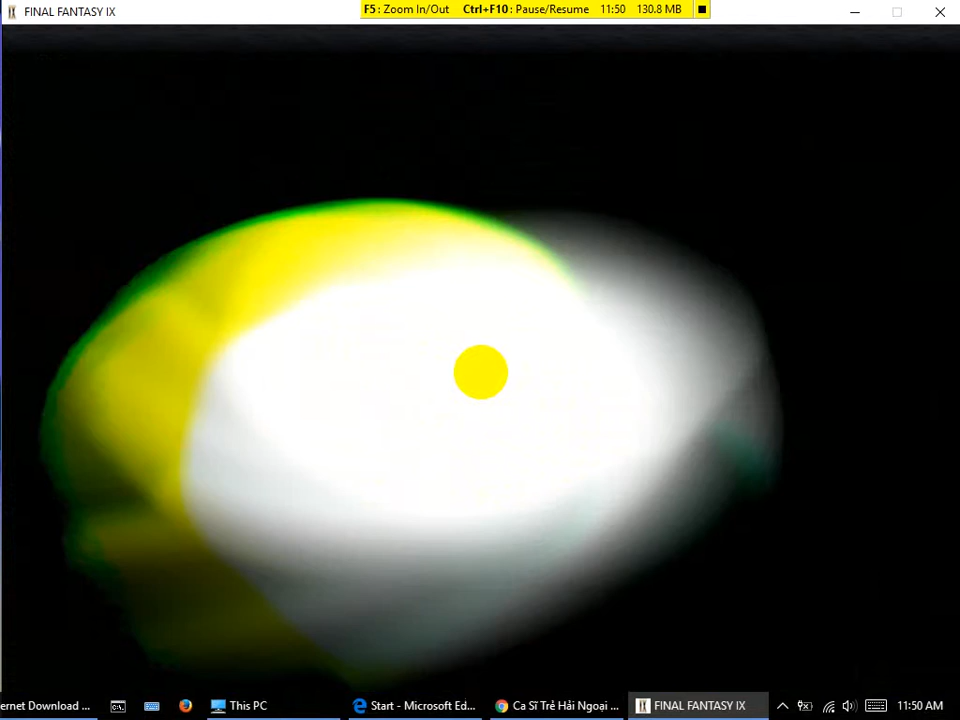 FINAL FANTASY IX
F5: Zoom In/Out Ctrl+F10: Pause/Resume 11:50 130.8 MB
ernet Download ... This PC Start - Microsoft Ed... Ca Sĩ Trẻ Hải Ngoại ... FINAL FANTASY IX 11:50 AM